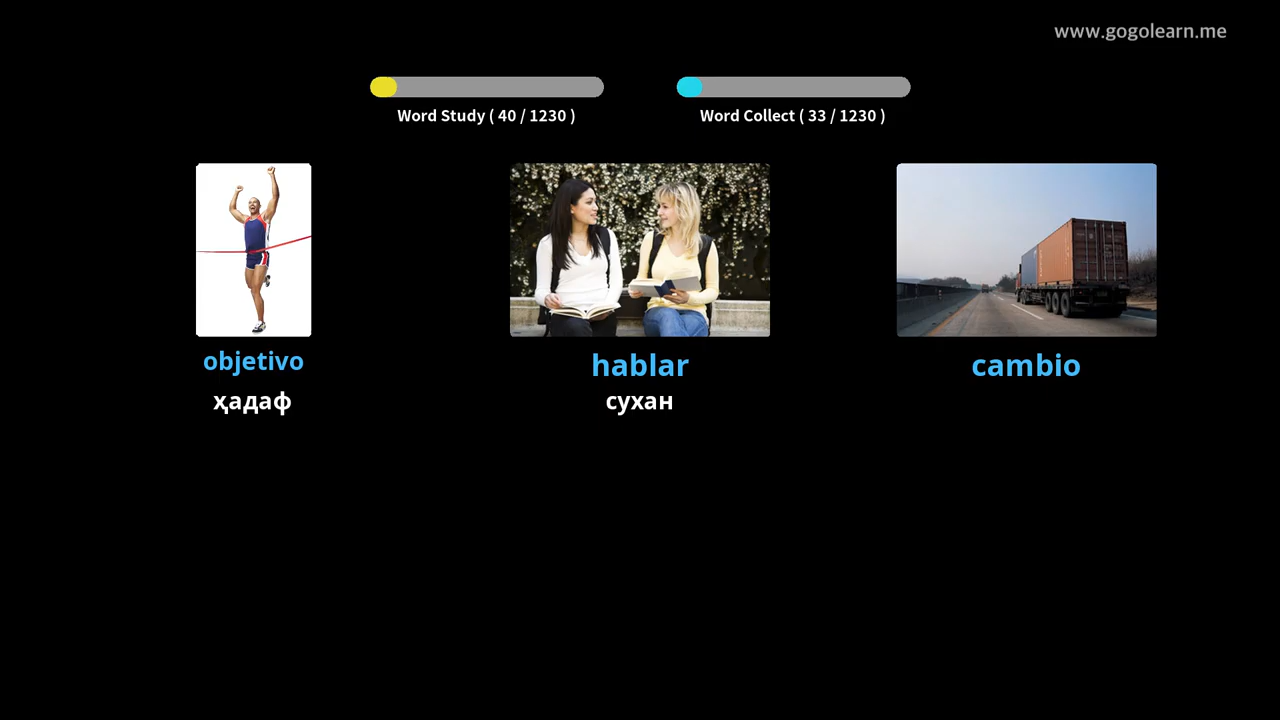 www.gogolearn.me
Word Study ( 40 / 1230 )
Word Collect ( 33 / 1230 )
objetivo
ҳадаф
hablar
сухан
cambio